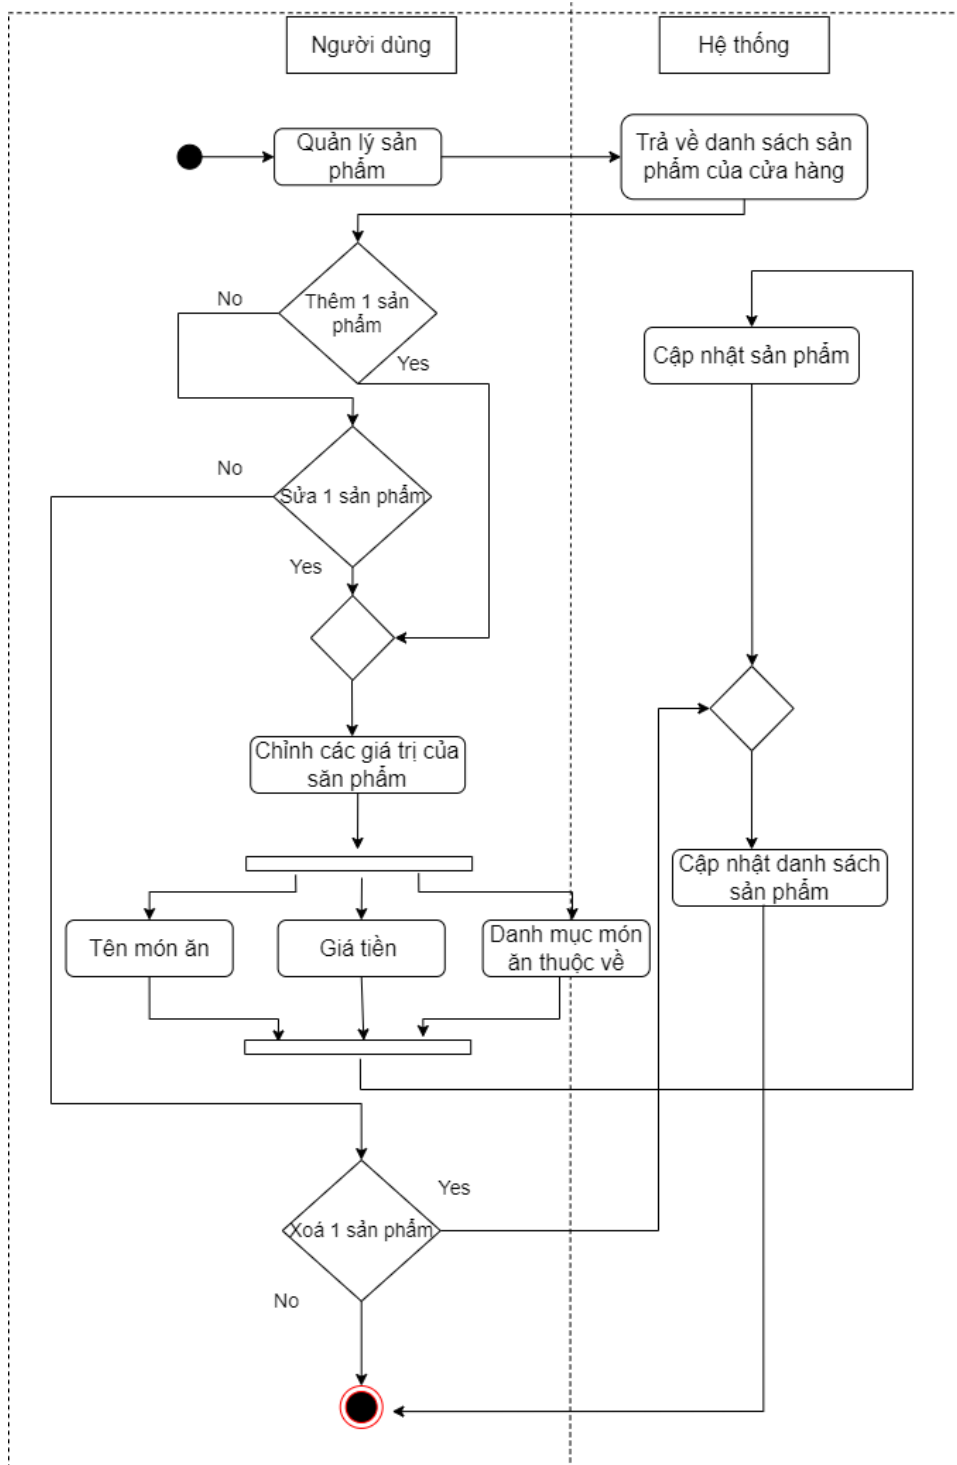 Người dùng
Hệ thống
Quản lý sản
phẩm
Trả về danh sách sản
phẩm của cửa hàng
No
Thêm 1 sản
phẩm
Yes
Cập nhật sản phẩm
No
Sửa 1 sản phẩm
Yes
Chỉnh các giá trị của
săn phẩm
Cập nhật danh sách
sản phẩm
Tên món ăn
Giá tiền
Danh mục món
ăn thuộc về
Yes
Xoá 1 sản phẩm
No